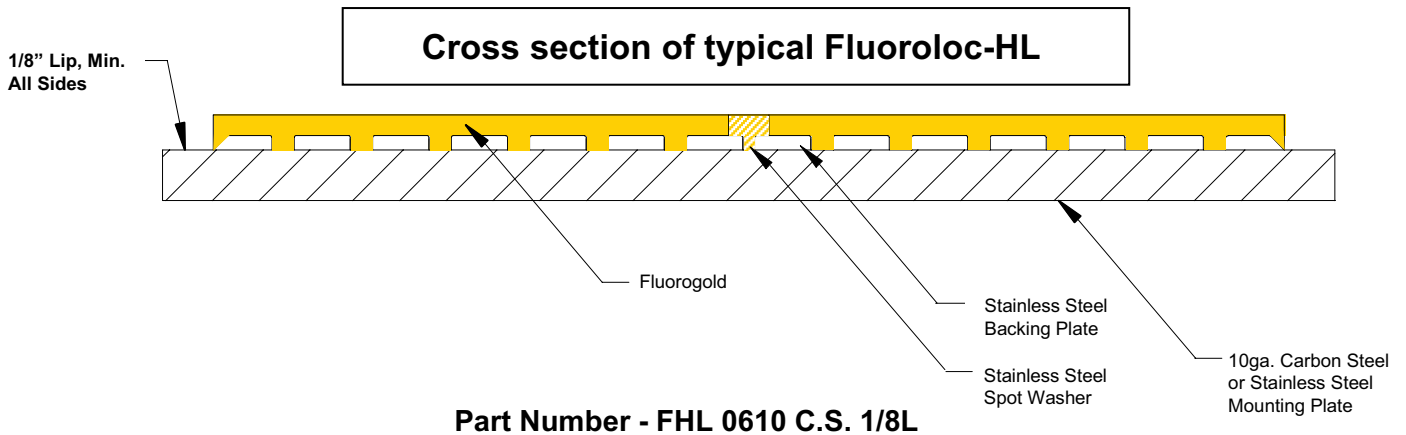 Cross section of typical Fluoroloc-HL
1/8” Lip, Min.
All Sides
Fluorogold
Stainless Steel
Backing Plate
Stainless Steel
Spot Washer
10ga. Carbon Steel
or Stainless Steel
Mounting Plate
Part Number - FHL 0610 C.S. 1/8L